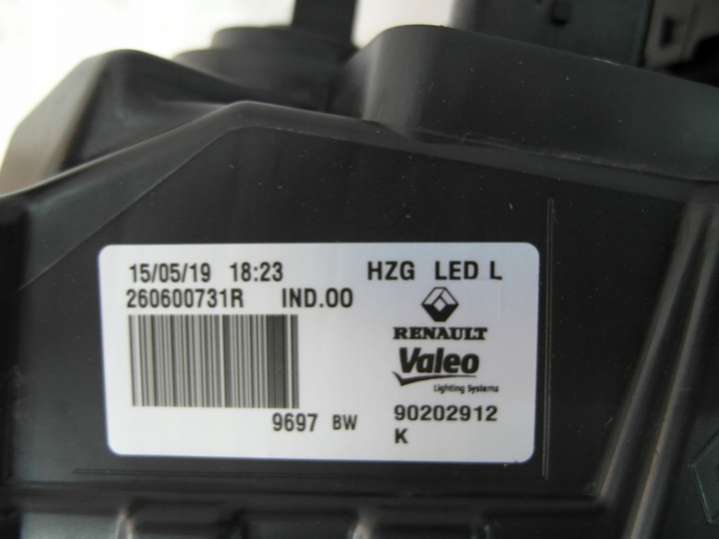 15/05/19 18:23 HZG LED L
260600731R IND.00
RENAULT
Valeo
Lighting Systems
9697 BW 90202912
K